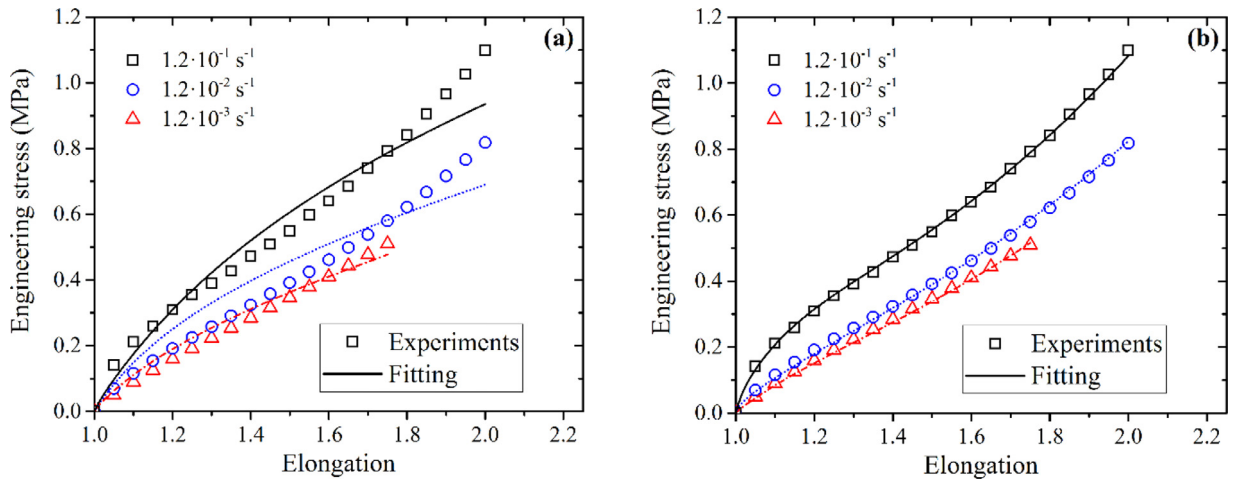 (a)
1.2·10⁻¹ s⁻¹
1.2·10⁻² s⁻¹
1.2·10⁻³ s⁻¹
Engineering stress (MPa)
1.2
1.0
0.8
0.6
0.4
0.2
0.0
Experiments
Fitting
1.0 1.2 1.4 1.6 1.8 2.0 2.2
Elongation
(b)
1.2·10⁻¹ s⁻¹
1.2·10⁻² s⁻¹
1.2·10⁻³ s⁻¹
Engineering stress (MPa)
1.2
1.0
0.8
0.6
0.4
0.2
0.0
Experiments
Fitting
1.0 1.2 1.4 1.6 1.8 2.0 2.2
Elongation